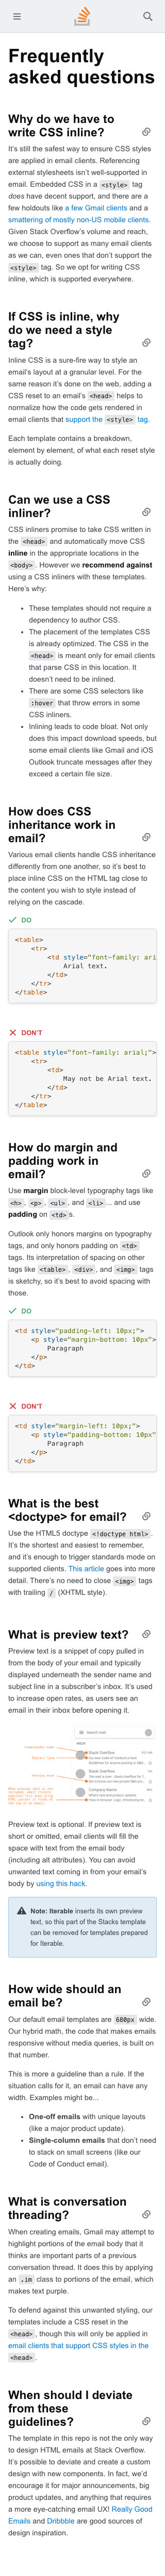 Frequently
asked questions
Why do we have to
write CSS inline?
It's still the safest way to ensure CSS styles
are applied in email clients. Referencing
external stylesheets isn't well-supported in
email. Embedded CSS in a <style> tag
does have decent support, and there are a
few holdouts like a few Gmail clients and a
smattering of mostly non-US mobile clients.
Given Stack Overflow's worldwide reach,
we choose to support as many email clients
as we can, even ones that don't support the
<style> tag. So we opt for writing CSS
inline, which is supported everywhere.
If CSS is inline, why
do we need a style
tag?
Inline CSS is a sure-fire way to style an
email's layout at a granular level. For the
same reason it's done on the web, adding a
CSS reset to an email's <head> helps to
normalize how the code gets rendered in
email clients that support the <style> tag.
Each template contains a breakdown,
element by element, of what each reset style
is actually doing.
Can we use a CSS
inliner?
CSS inliners promise to take CSS written in
the <head> and automatically move CSS
inline in the appropriate locations in the
<body>. However we recommend against
using a CSS inliners with these templates.
Here's why:
These templates should not require a
dependency to author CSS.
The placement of the templates CSS
is already optimized. The CSS in the
<head> is meant only for email clients
that parse CSS in this location. It
doesn't need to be inlined.
There are some CSS selectors like
:hover that throw errors in some
CSS inliners.
Inlining leads to code bloat. Not only
does this impact download speeds, but
some email clients like Gmail and iOS
Outlook truncate messages after they
exceed a certain file size.
How does CSS
inheritance work in
email?
Various email clients handle CSS inheritance
differently from one another, so it's best to
place inline CSS on the HTML tag close to
the content you wish to style instead of
relying on the cascade.
DO
<table>
<tr>
<td style="font-family: ari
Arial text.
</td>
</tr>
</table>
DON'T
<table style="font-family: arial;">
<tr>
<td>
May not be Arial text.
</td>
</tr>
</table>
How do margin and
padding work in
email?
Use margin block-level typography tags like
<h>, <p>, <ul>, and <li>… and use
padding on <td>s.
Outlook only honors margins on typography
tags, and only honors padding on <td>
tags. Its interpretation of spacing on other
tags like <table>, <div>, and <img> tags
is sketchy, so it's best to avoid spacing with
those.
DO
<td style="padding-left: 10px;">
<p style="margin-bottom: 10px">
Paragraph
</p>
</td>
DON'T
<td style="margin-left: 10px;">
<p style="padding-bottom: 10px"
Paragraph
</p>
</td>
What is the best
<doctype> for email?
Use the HTML5 doctype <!doctype html>.
It's the shortest and easiest to remember,
and it's enough to trigger standards mode on
supported clients. This article goes into more
detail. There's no need to close <img> tags
with trailing / (XHTML style).
What is preview text?
Preview text is a snippet of copy pulled in
from the body of your email and typically
displayed underneath the from name and
subject line in a subscriber's inbox. It's used
to increase open rates, as it's can see an
email in their inbox before opening it.
Search mail
Stack Overflow
Stack Overflow
Company Name
Preview text is optional. If preview text is
short or omitted, email clients will fill the
space with text from the email body
(including alt attributes). You can avoid
unwanted text coming in from your email's
body by using this hack.
Note: Iterable inserts its own preview
text, so this part of the Stacks template
can be removed for templates prepared
for Iterable.
How wide should an
email be?
Our default email templates are 680px wide.
Our hybrid math, the code that makes emails
responsive without media queries, is built on
that number.
This is more a guideline than a rule. If the
situation calls for it, an email can have any
width. Examples might be...
One-off emails with unique layouts
(like a major product update).
Single-column emails that don't need
to stack on small screens (like our
Code of Conduct email).
What is conversation
threading?
When creating emails, Gmail may attempt to
highlight portions of the email body that it
thinks are important parts of a previous
conversation thread. It does this by applying
an .im class to portions of the email, which
makes text purple.
To defend against this unwanted styling, our
templates include a CSS reset in the
<head>, though this will only be applied in
email clients that support CSS styles in the
<head>.
When should I deviate
from these
guidelines?
The template in this repo is not the only way
to design HTML emails at Stack Overflow.
It's possible to deviate and create a custom
design with new components. In fact, we'd
encourage it for major announcements, big
product updates, and anything that requires
a more eye-catching email UX! Really Good
Emails and Dribbble are good sources of
design inspiration.